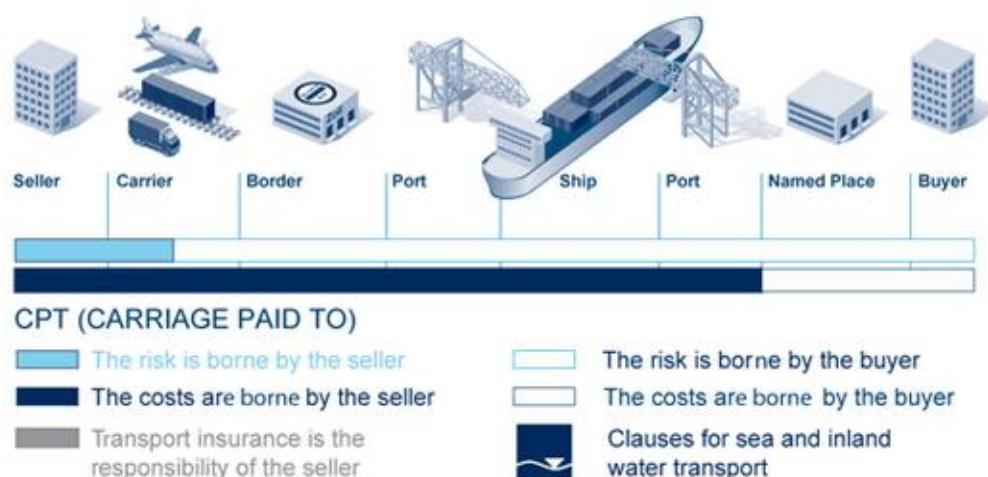 Seller Carrier Border Port Ship Port Named Place Buyer
CPT (CARRIAGE PAID TO)
The risk is borne by the seller
The risk is borne by the buyer
The costs are borne by the seller
The costs are borne by the buyer
Transport insurance is the
responsibility of the seller
Clauses for sea and inland
water transport